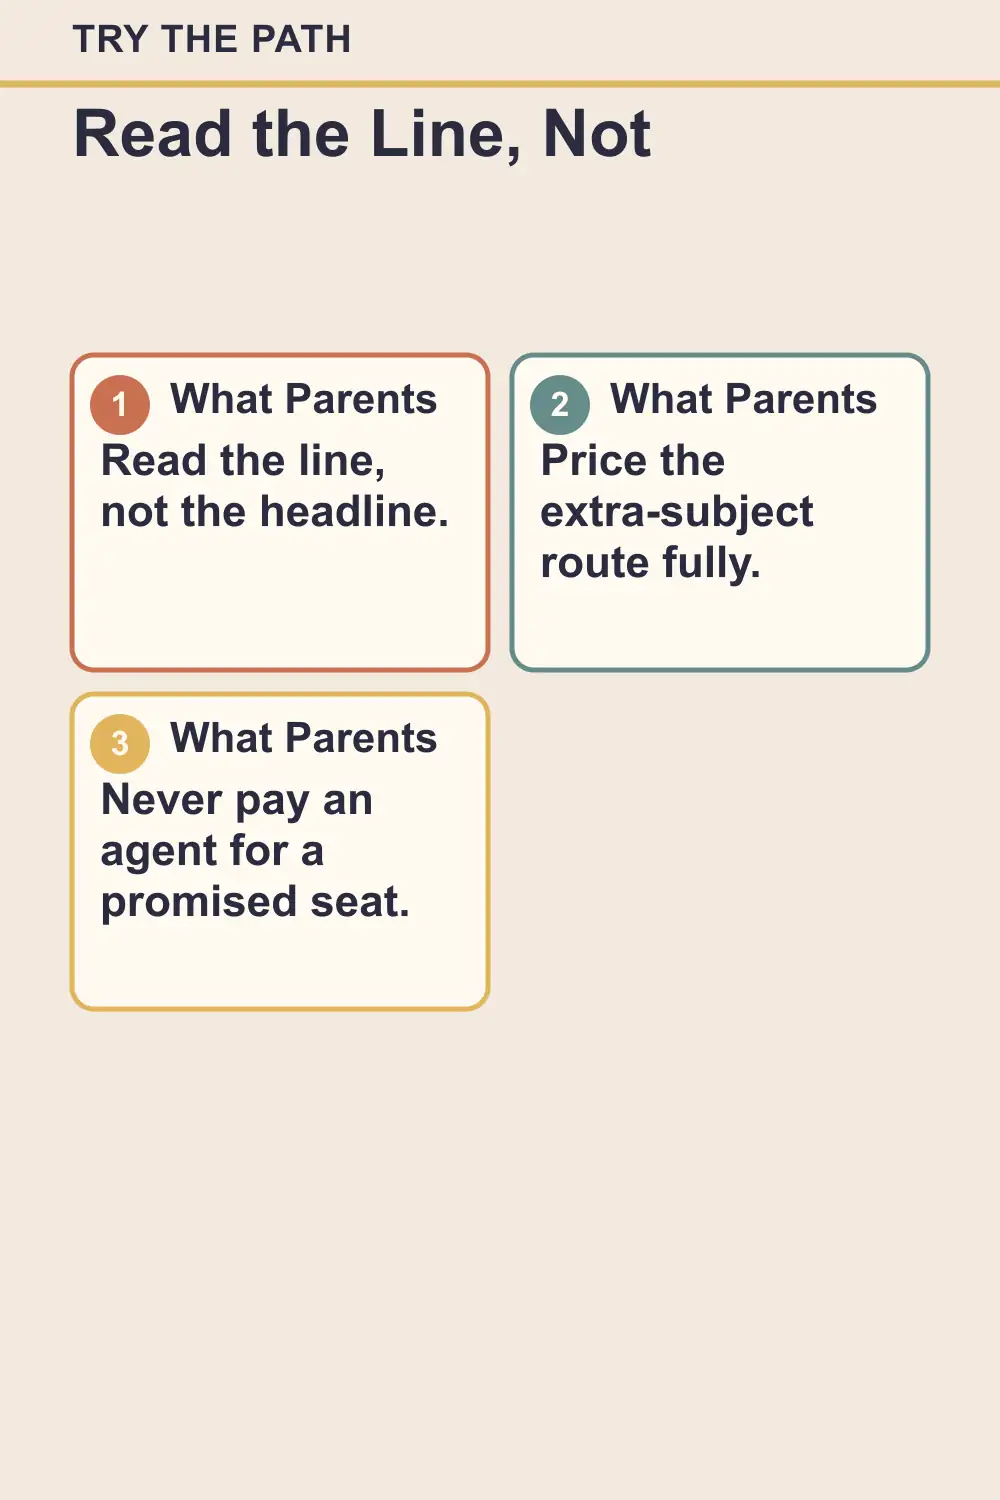 TRY THE PATH
Read the Line, Not
1 What Parents
Read the line,
not the headline.
2 What Parents
Price the
extra-subject
route fully.
3 What Parents
Never pay an
agent for a
promised seat.